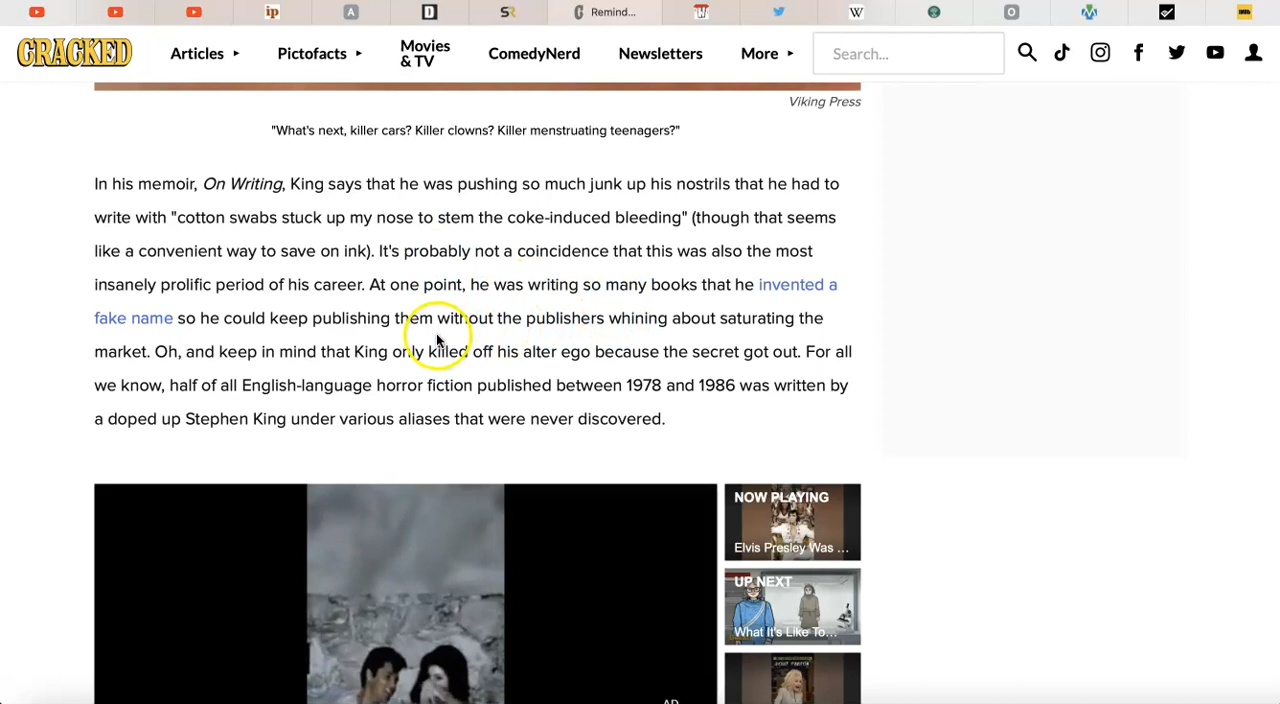 Remind...
CRACKED
Articles
Pictofacts
Movies & TV
ComedyNerd
Newsletters
More
Search...
Viking Press
"What's next, killer cars? Killer clowns? Killer menstruating teenagers?"
In his memoir, On Writing, King says that he was pushing so much junk up his nostrils that he had to
write with "cotton swabs stuck up my nose to stem the coke-induced bleeding" (though that seems
like a convenient way to save on ink). It's probably not a coincidence that this was also the most
insanely prolific period of his career. At one point, he was writing so many books that he invented a
fake name so he could keep publishing them without the publishers whining about saturating the
market. Oh, and keep in mind that King only killed off his alter ego because the secret got out. For all
we know, half of all English-language horror fiction published between 1978 and 1986 was written by
a doped up Stephen King under various aliases that were never discovered.
NOW PLAYING
Elvis Presley Was ...
UP NEXT
What It's Like To...